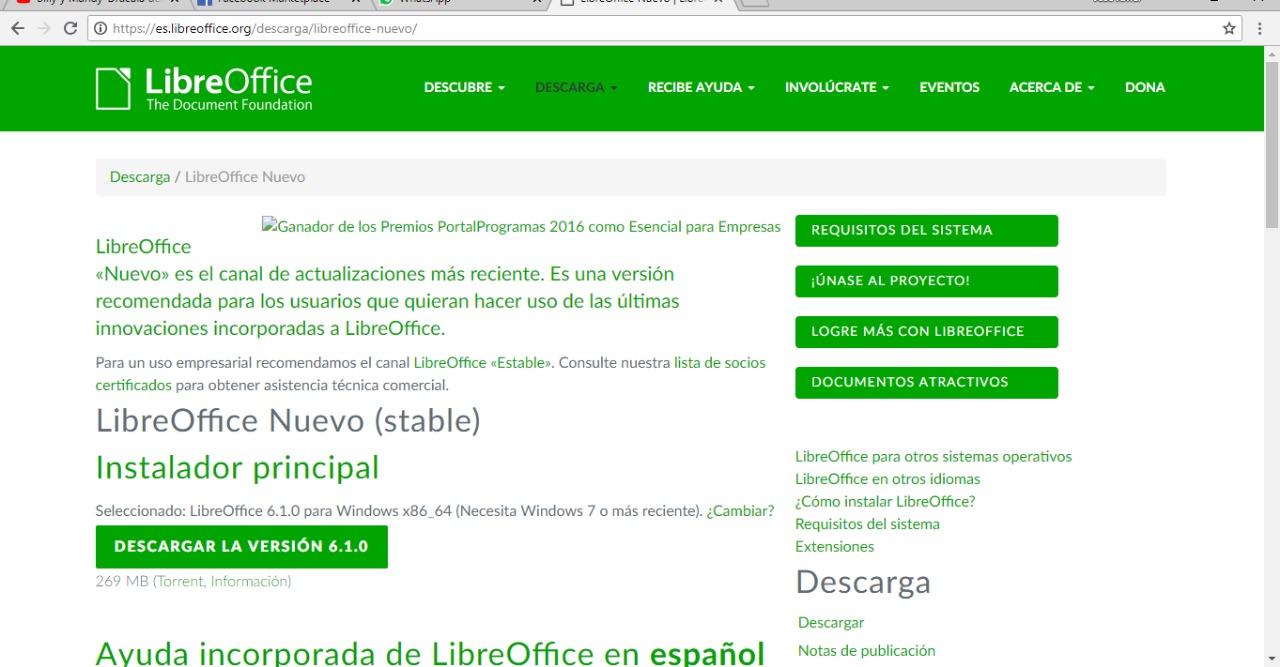 Billy y Mandy
Facebook Marketplace
WhatsApp
LibreOffice Nuevo | Libre
https://es.libreoffice.org/descarga/libreoffice-nuevo/
LibreOffice
The Document Foundation
DESCUBRE
DESCARGA
RECIBE AYUDA
INVOLÚCRATE
EVENTOS
ACERCA DE
DONA
Descarga / LibreOffice Nuevo
Ganador de los Premios PortalProgramas 2016 como Esencial para Empresas
LibreOffice
«Nuevo» es el canal de actualizaciones más reciente. Es una versión
recomendada para los usuarios que quieran hacer uso de las últimas
innovaciones incorporadas a LibreOffice.
Para un uso empresarial recomendamos el canal LibreOffice «Estable». Consulte nuestra lista de socios
certificados para obtener asistencia técnica comercial.
LibreOffice Nuevo (stable)
Instalador principal
Seleccionado: LibreOffice 6.1.0 para Windows x86_64 (Necesita Windows 7 o más reciente). ¿Cambiar?
DESCARGAR LA VERSIÓN 6.1.0
269 MB (Torrent, Información)
Ayuda incorporada de LibreOffice en español
REQUISITOS DEL SISTEMA
¡ÚNASE AL PROYECTO!
LOGRE MÁS CON LIBREOFFICE
DOCUMENTOS ATRACTIVOS
LibreOffice para otros sistemas operativos
LibreOffice en otros idiomas
¿Cómo instalar LibreOffice?
Requisitos del sistema
Extensiones
Descarga
Descargar
Notas de publicación